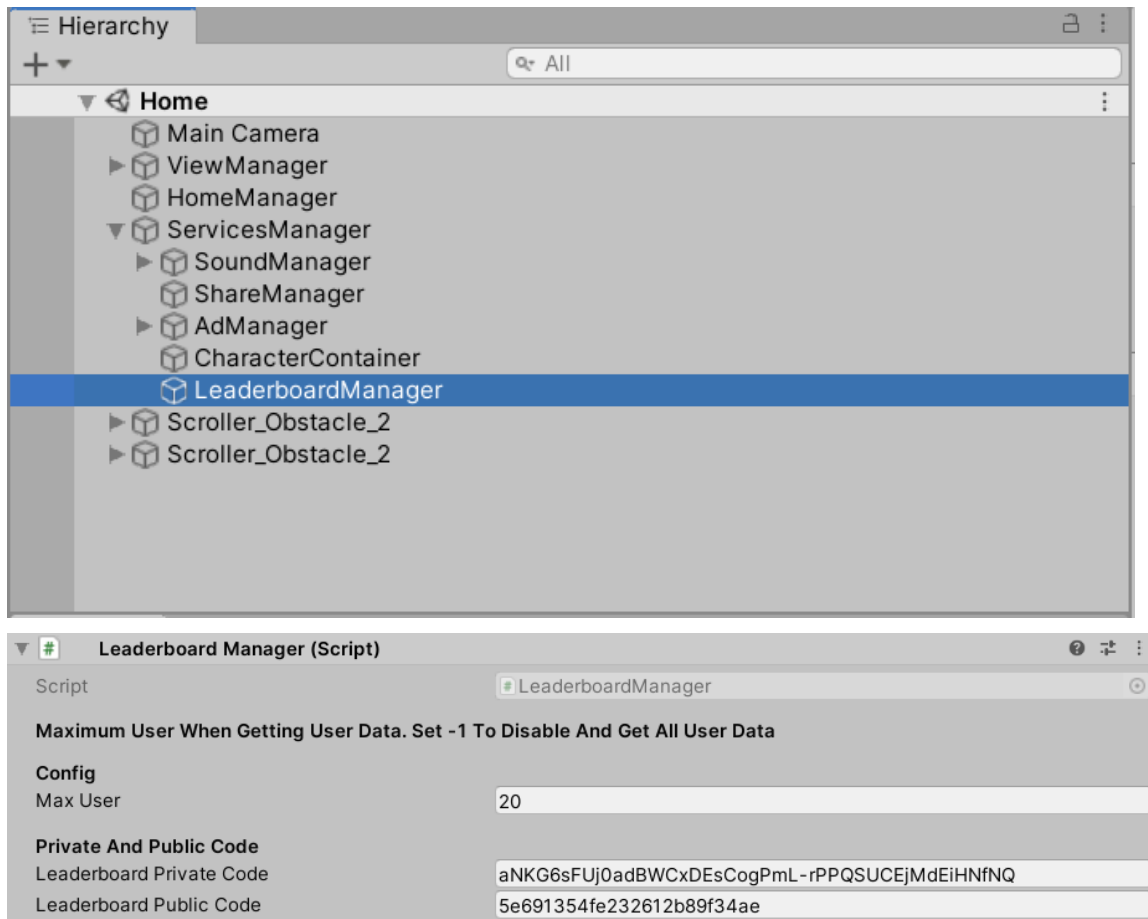 Hierarchy
All
Home
Main Camera
ViewManager
HomeManager
ServicesManager
SoundManager
ShareManager
AdManager
CharacterContainer
LeaderboardManager
Scroller_Obstacle_2
Scroller_Obstacle_2
# Leaderboard Manager (Script)
Script # LeaderboardManager
Maximum User When Getting User Data. Set -1 To Disable And Get All User Data
Config
Max User 20
Private And Public Code
Leaderboard Private Code aNKG6sFUj0adBWCxDEsCogPmL-rPPQSUCEjMdEiHNfNQ
Leaderboard Public Code 5e691354fe232612b89f34ae